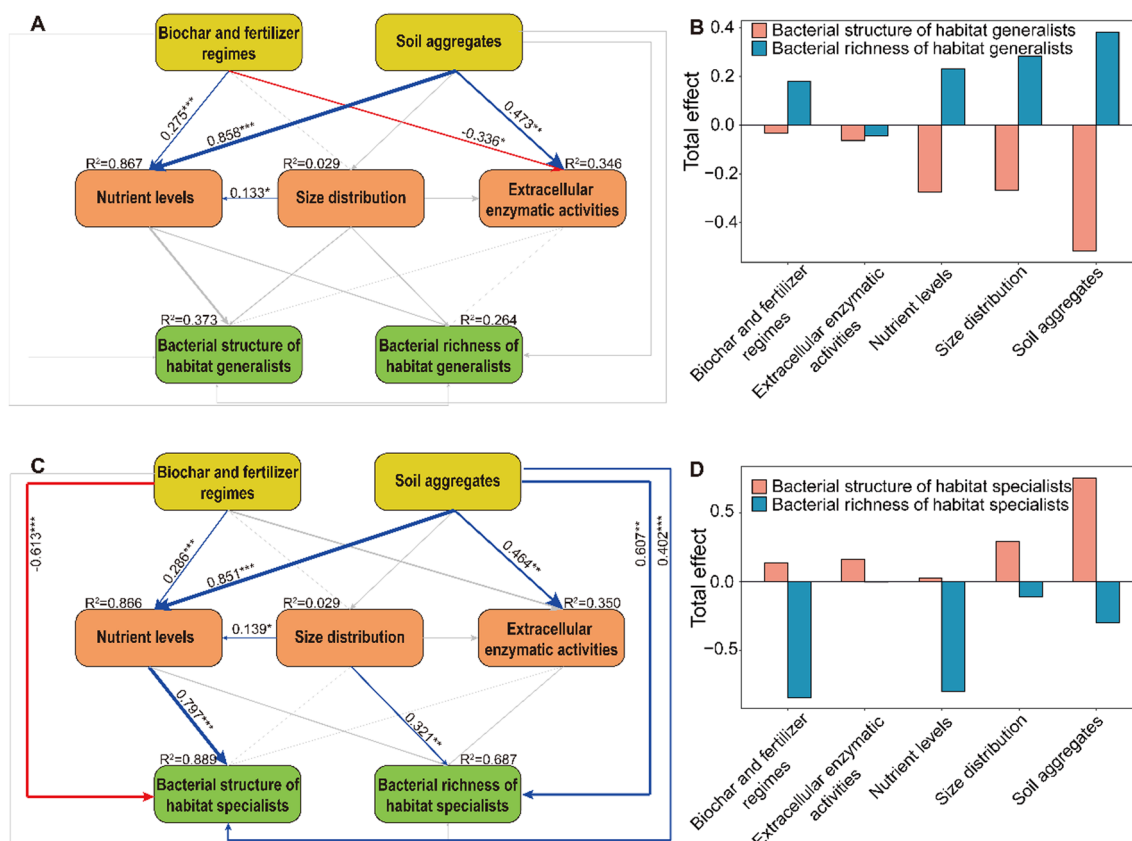 A
Biochar and fertilizer
regimes
Soil aggregates
0.275***
0.858***
-0.336*
0.473**
R²=0.867
R²=0.029
R²=0.346
Nutrient levels
0.133*
Size distribution
Extracellular
enzymatic activities
R²=0.373
R²=0.264
Bacterial structure of
habitat generalists
Bacterial richness of
habitat generalists
B
Bacterial structure of habitat generalists
Bacterial richness of habitat generalists
Total effect
0.4
0.2
0.0
−0.2
−0.4
Biochar and fertilizer
regimes
Extracellular enzymatic
activities
Nutrient levels
Size distribution
Soil aggregates
C
Biochar and fertilizer
regimes
Soil aggregates
-0.613***
0.286***
0.851***
0.464**
0.607**
0.402***
R²=0.866
R²=0.029
R²=0.350
Nutrient levels
0.139*
Size distribution
Extracellular
enzymatic activities
0.797***
0.321**
R²=0.889
R²=0.687
Bacterial structure of
habitat specialists
Bacterial richness of
habitat specialists
D
Bacterial structure of habitat specialists
Bacterial richness of habitat specialists
Total effect
0.5
0.0
−0.5
Biochar and fertilizer
regimes
Extracellular enzymatic
activities
Nutrient levels
Size distribution
Soil aggregates